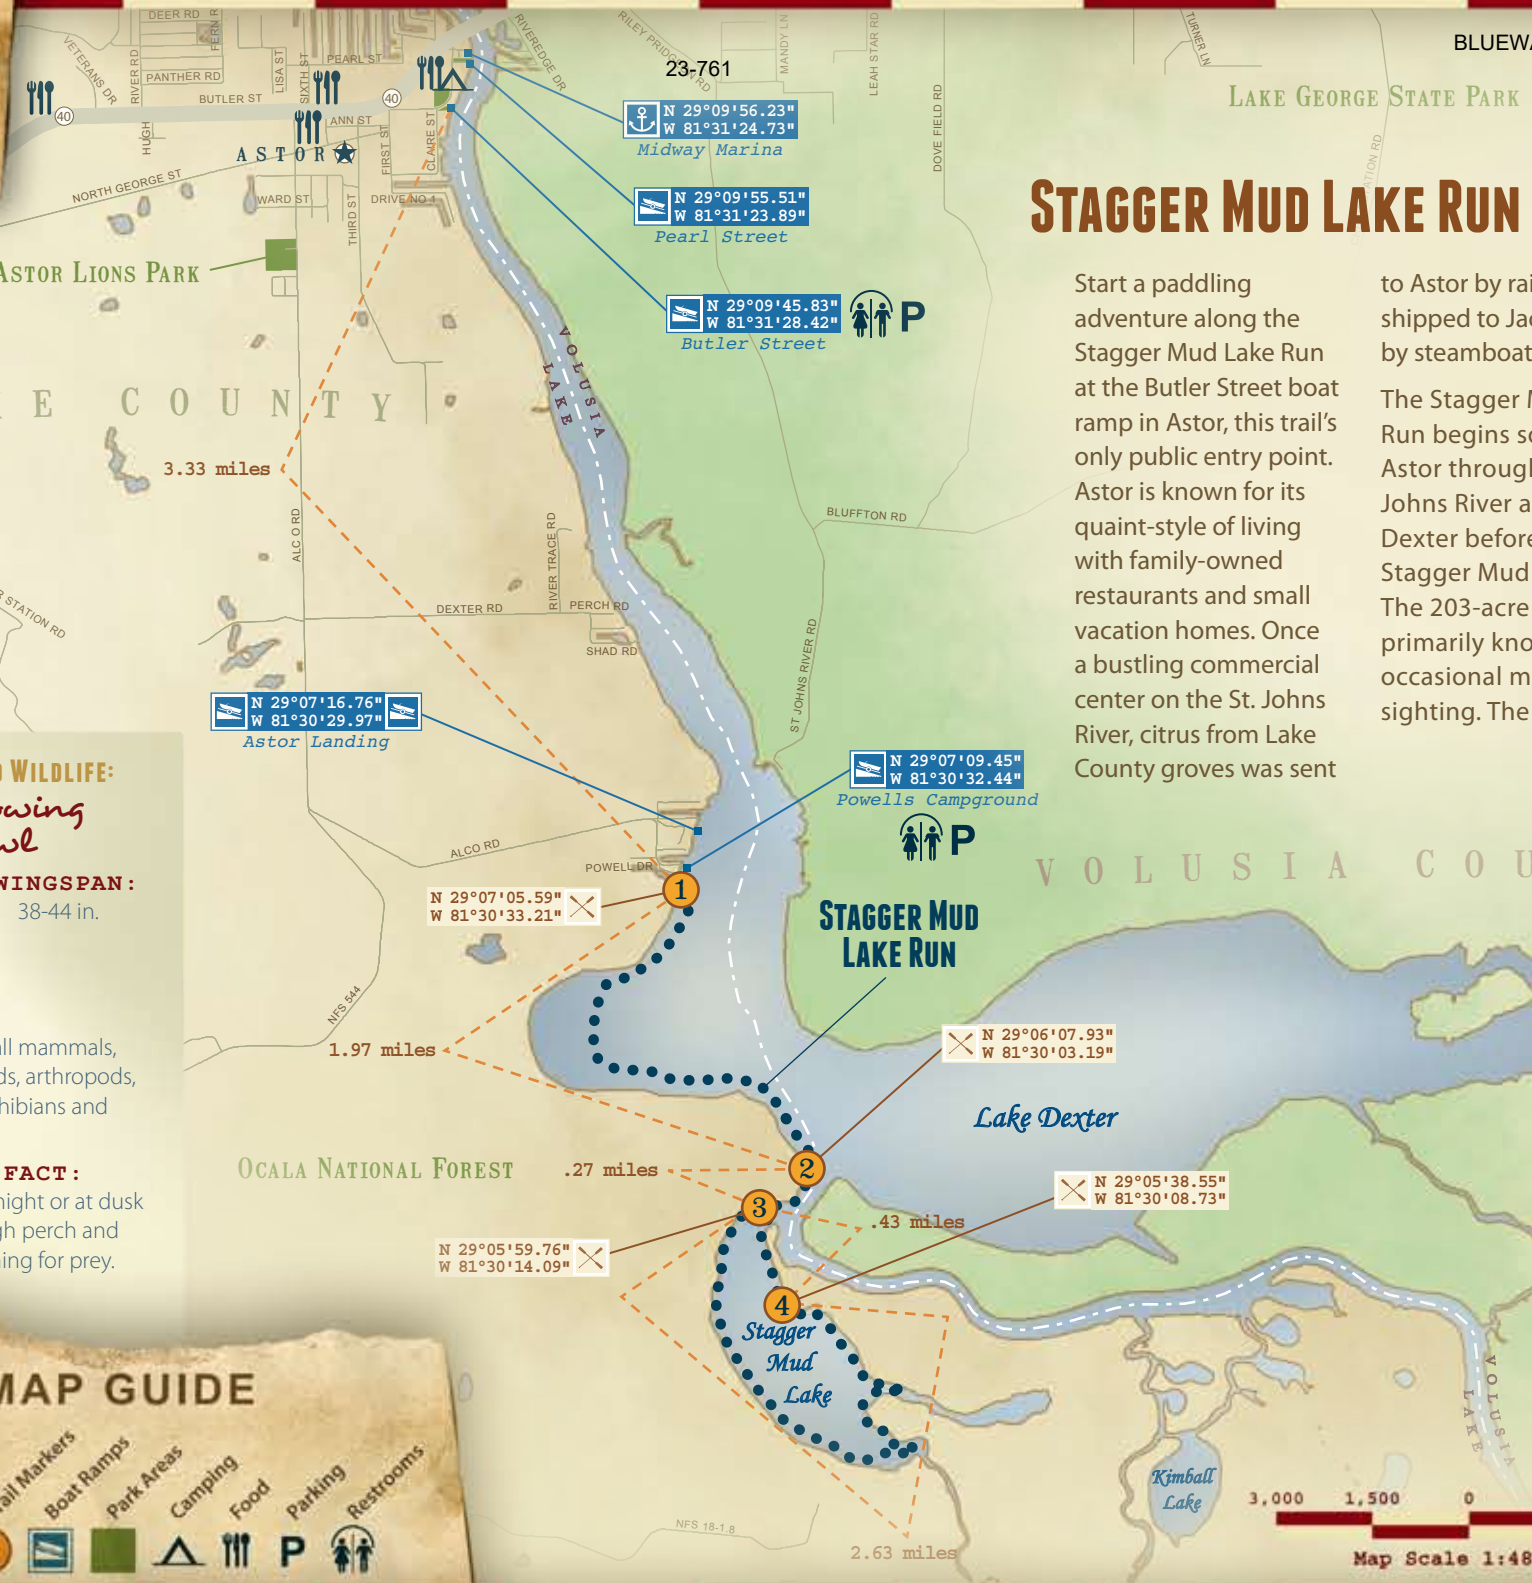 BLUEWA
23-761
DEER RD
FERN R
VETERANS DR
RIVER RD
PANTHER RD
LISA ST
SIXTH ST
PEARL ST
BUTLER ST
40
40
HUGH
ANN ST
FIRST ST
CLAIRE ST
RIVEREDGE DR
RILEY PRIDG
RD
MANDY LN
LEAH STAR RD
DOVE FIELD RD
TURNER LN
LAKE GEORGE STATE PARK
ASTOR
NORTH GEORGE ST
WARD ST
THIRD ST
DRIVE NO 1
ASTOR LIONS PARK
N 29°09'56.23"
W 81°31'24.73"
Midway Marina
N 29°09'55.51"
W 81°31'23.89"
Pearl Street
N 29°09'45.83"
W 81°31'28.42"
P
Butler Street
VOLUSIA
LAKE
E COUNTY
3.33 miles
STAGGER MUD LAKE RUN
Start a paddling
adventure along the
Stagger Mud Lake Run
at the Butler Street boat
ramp in Astor, this trail's
only public entry point.
Astor is known for its
quaint-style of living
with family-owned
restaurants and small
vacation homes. Once
a bustling commercial
center on the St. Johns
River, citrus from Lake
County groves was sent
to Astor by rai
shipped to Jac
by steamboat
The Stagger M
Run begins so
Astor through
Johns River a
Dexter before
Stagger Mud
The 203-acre
primarily kno
occasional m
sighting. The
ALCO RD
STATION RD
DEXTER RD
RIVER TRACE RD
PERCH RD
SHAD RD
BLUFFTON RD
ST JOHNS RIVER RD
N 29°07'16.76"
W 81°30'29.97"
Astor Landing
N 29°07'09.45"
W 81°30'32.44"
Powells Campground
P
ALCO RD
POWELL DR
1
N 29°07'05.59"
W 81°30'33.21"
VOLUSIA COU
STAGGER MUD
LAKE RUN
WILDLIFE:
owing
wl
WINGSPAN:
38-44 in.
all mammals,
ds, arthropods,
hibians and
FACT:
night or at dusk
gh perch and
ing for prey.
NFS 544
1.97 miles
N 29°06'07.93"
W 81°30'03.19"
Lake Dexter
OCALA NATIONAL FOREST
.27 miles
2
3
.43 miles
N 29°05'38.55"
W 81°30'08.73"
N 29°05'59.76"
W 81°30'14.09"
4
Stagger
Mud
Lake
VOLUSIA
LAKE
Kimball
Lake
NFS 18-1.8
2.63 miles
3,000 1,500 0
Map Scale 1:48
MAP GUIDE
ail Markers
Boat Ramps
Park Areas
Camping
Food
Parking
Restrooms
P